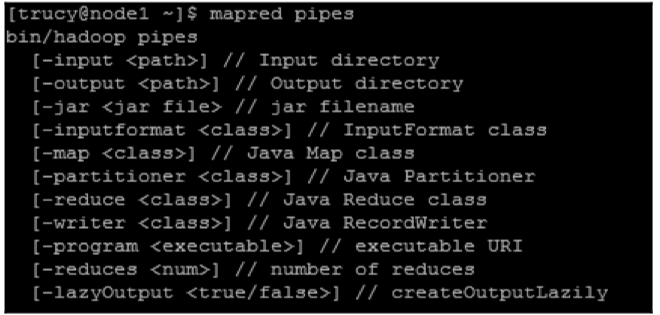 [trucy@node1 ~]$ mapred pipes
bin/hadoop pipes
[-input <path>] // Input directory
[-output <path>] // Output directory
[-jar <jar file> // jar filename
[-inputformat <class>] // InputFormat class
[-map <class>] // Java Map class
[-partitioner <class>] // Java Partitioner
[-reduce <class>] // Java Reduce class
[-writer <class>] // Java RecordWriter
[-program <executable>] // executable URI
[-reduces <num>] // number of reduces
[-lazyOutput <true/false>] // createOutputLazily